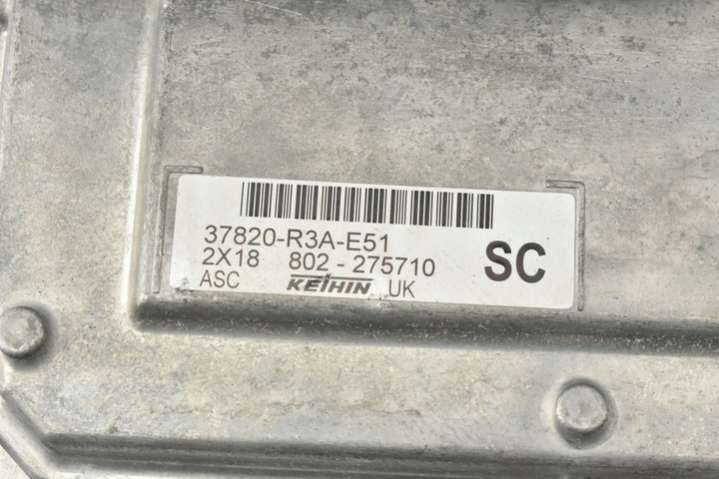 37820-R3A-E51
2X18 802-275710
SC
ASC KEIHIN UK